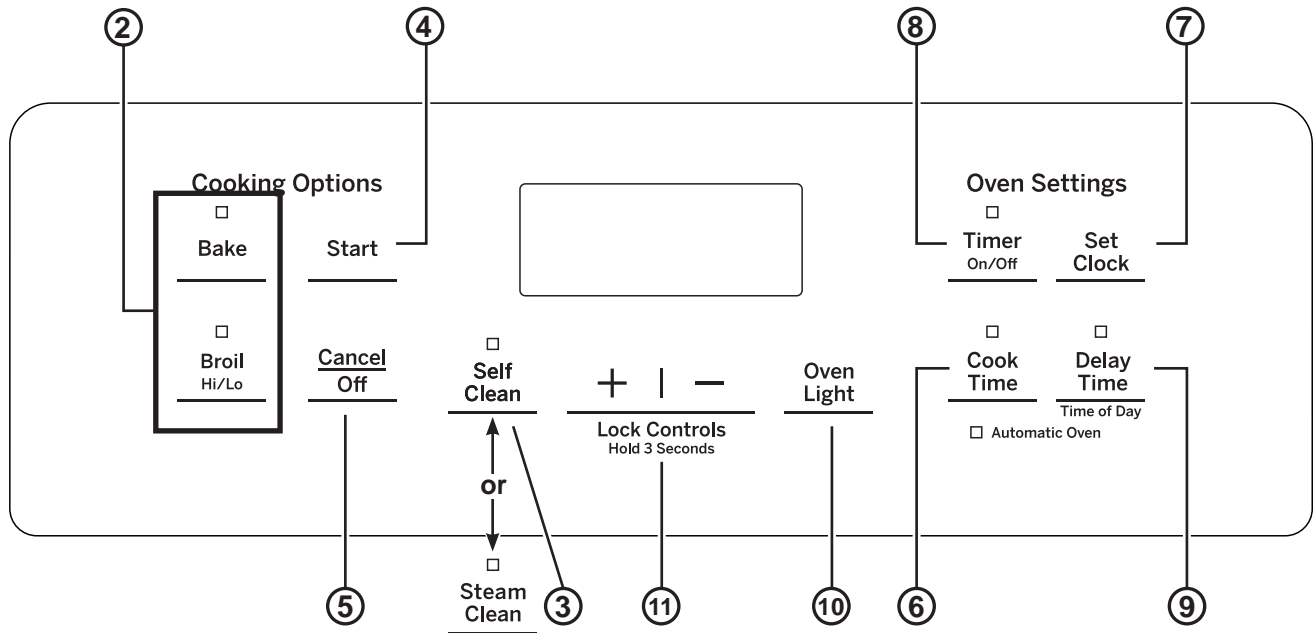 2
4
8
7
Cooking Options
Oven Settings
Bake
Start
Timer
On/Off
Set
Clock
Broil
Hi/Lo
Cancel
Off
Self
Clean
+ | −
Lock Controls
Hold 3 Seconds
Oven
Light
Cook
Time
Delay
Time
Time of Day
Automatic Oven
or
Steam
Clean
5
3
11
10
6
9